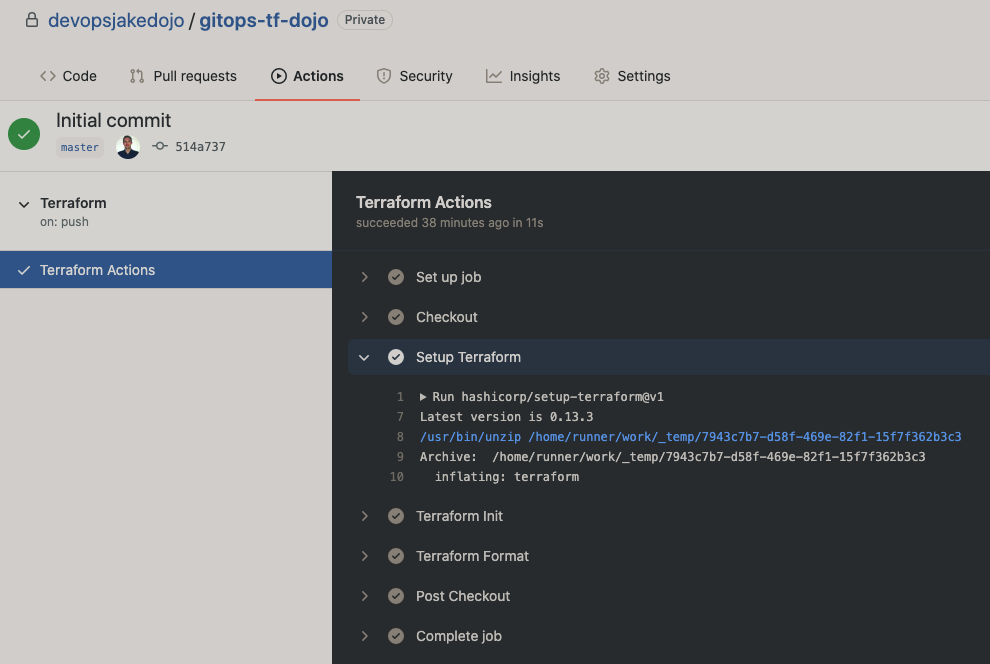 devopsjakedojo / gitops-tf-dojo Private
Code Pull requests Actions Security Insights Settings
Initial commit
master 514a737
Terraform
on: push
Terraform Actions
Terraform Actions
succeeded 38 minutes ago in 11s
Set up job
Checkout
Setup Terraform
1 Run hashicorp/setup-terraform@v1
7 Latest version is 0.13.3
8 /usr/bin/unzip /home/runner/work/_temp/7943c7b7-d58f-469e-82f1-15f7f362b3c3
9 Archive: /home/runner/work/_temp/7943c7b7-d58f-469e-82f1-15f7f362b3c3
10 inflating: terraform
Terraform Init
Terraform Format
Post Checkout
Complete job